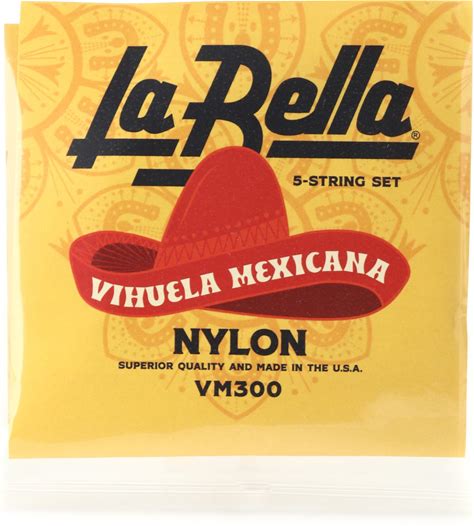 La Bella®
5-STRING SET
VIHUELA MEXICANA
NYLON
SUPERIOR QUALITY AND MADE IN THE U.S.A.
VM300